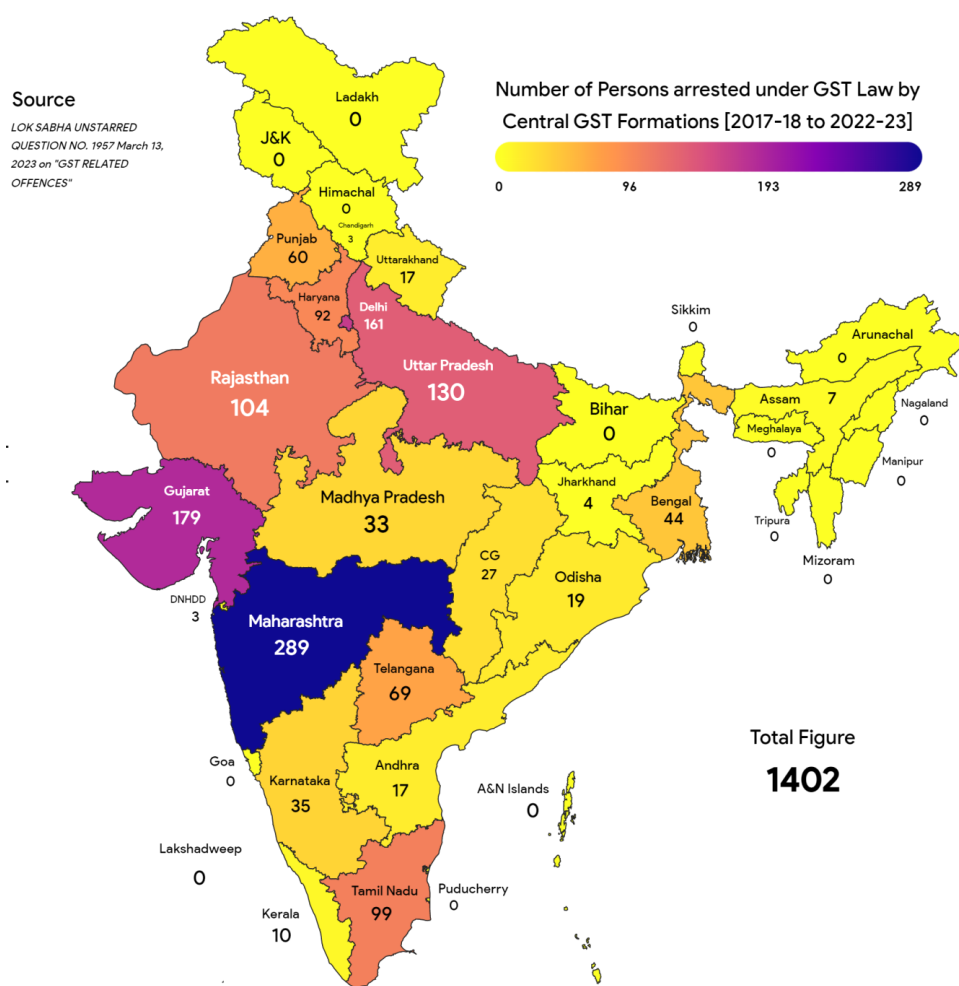 Source
LOK SABHA UNSTARRED
QUESTION NO. 1957 March 13,
2023 on "GST RELATED
OFFENCES"
Number of Persons arrested under GST Law by
Central GST Formations [2017-18 to 2022-23]
0 96 193 289
Ladakh
0
J&K
0
Himachal
0
Chandigarh
3
Punjab
60
Uttarakhand
17
Haryana
92
Delhi
161
Uttar Pradesh
130
Rajasthan
104
Sikkim
0
Arunachal
0
Assam 7
Nagaland
0
Meghalaya
0
Manipur
0
Tripura
0
Mizoram
0
Bihar
0
Jharkhand
4
Bengal
44
Gujarat
179
Madhya Pradesh
33
CG
27
Odisha
19
DNHDD
3
Maharashtra
289
Telangana
69
Total Figure
1402
Goa
0
Karnataka
35
Andhra
17
A&N Islands
0
Lakshadweep
0
Tamil Nadu
99
Puducherry
0
Kerala
10